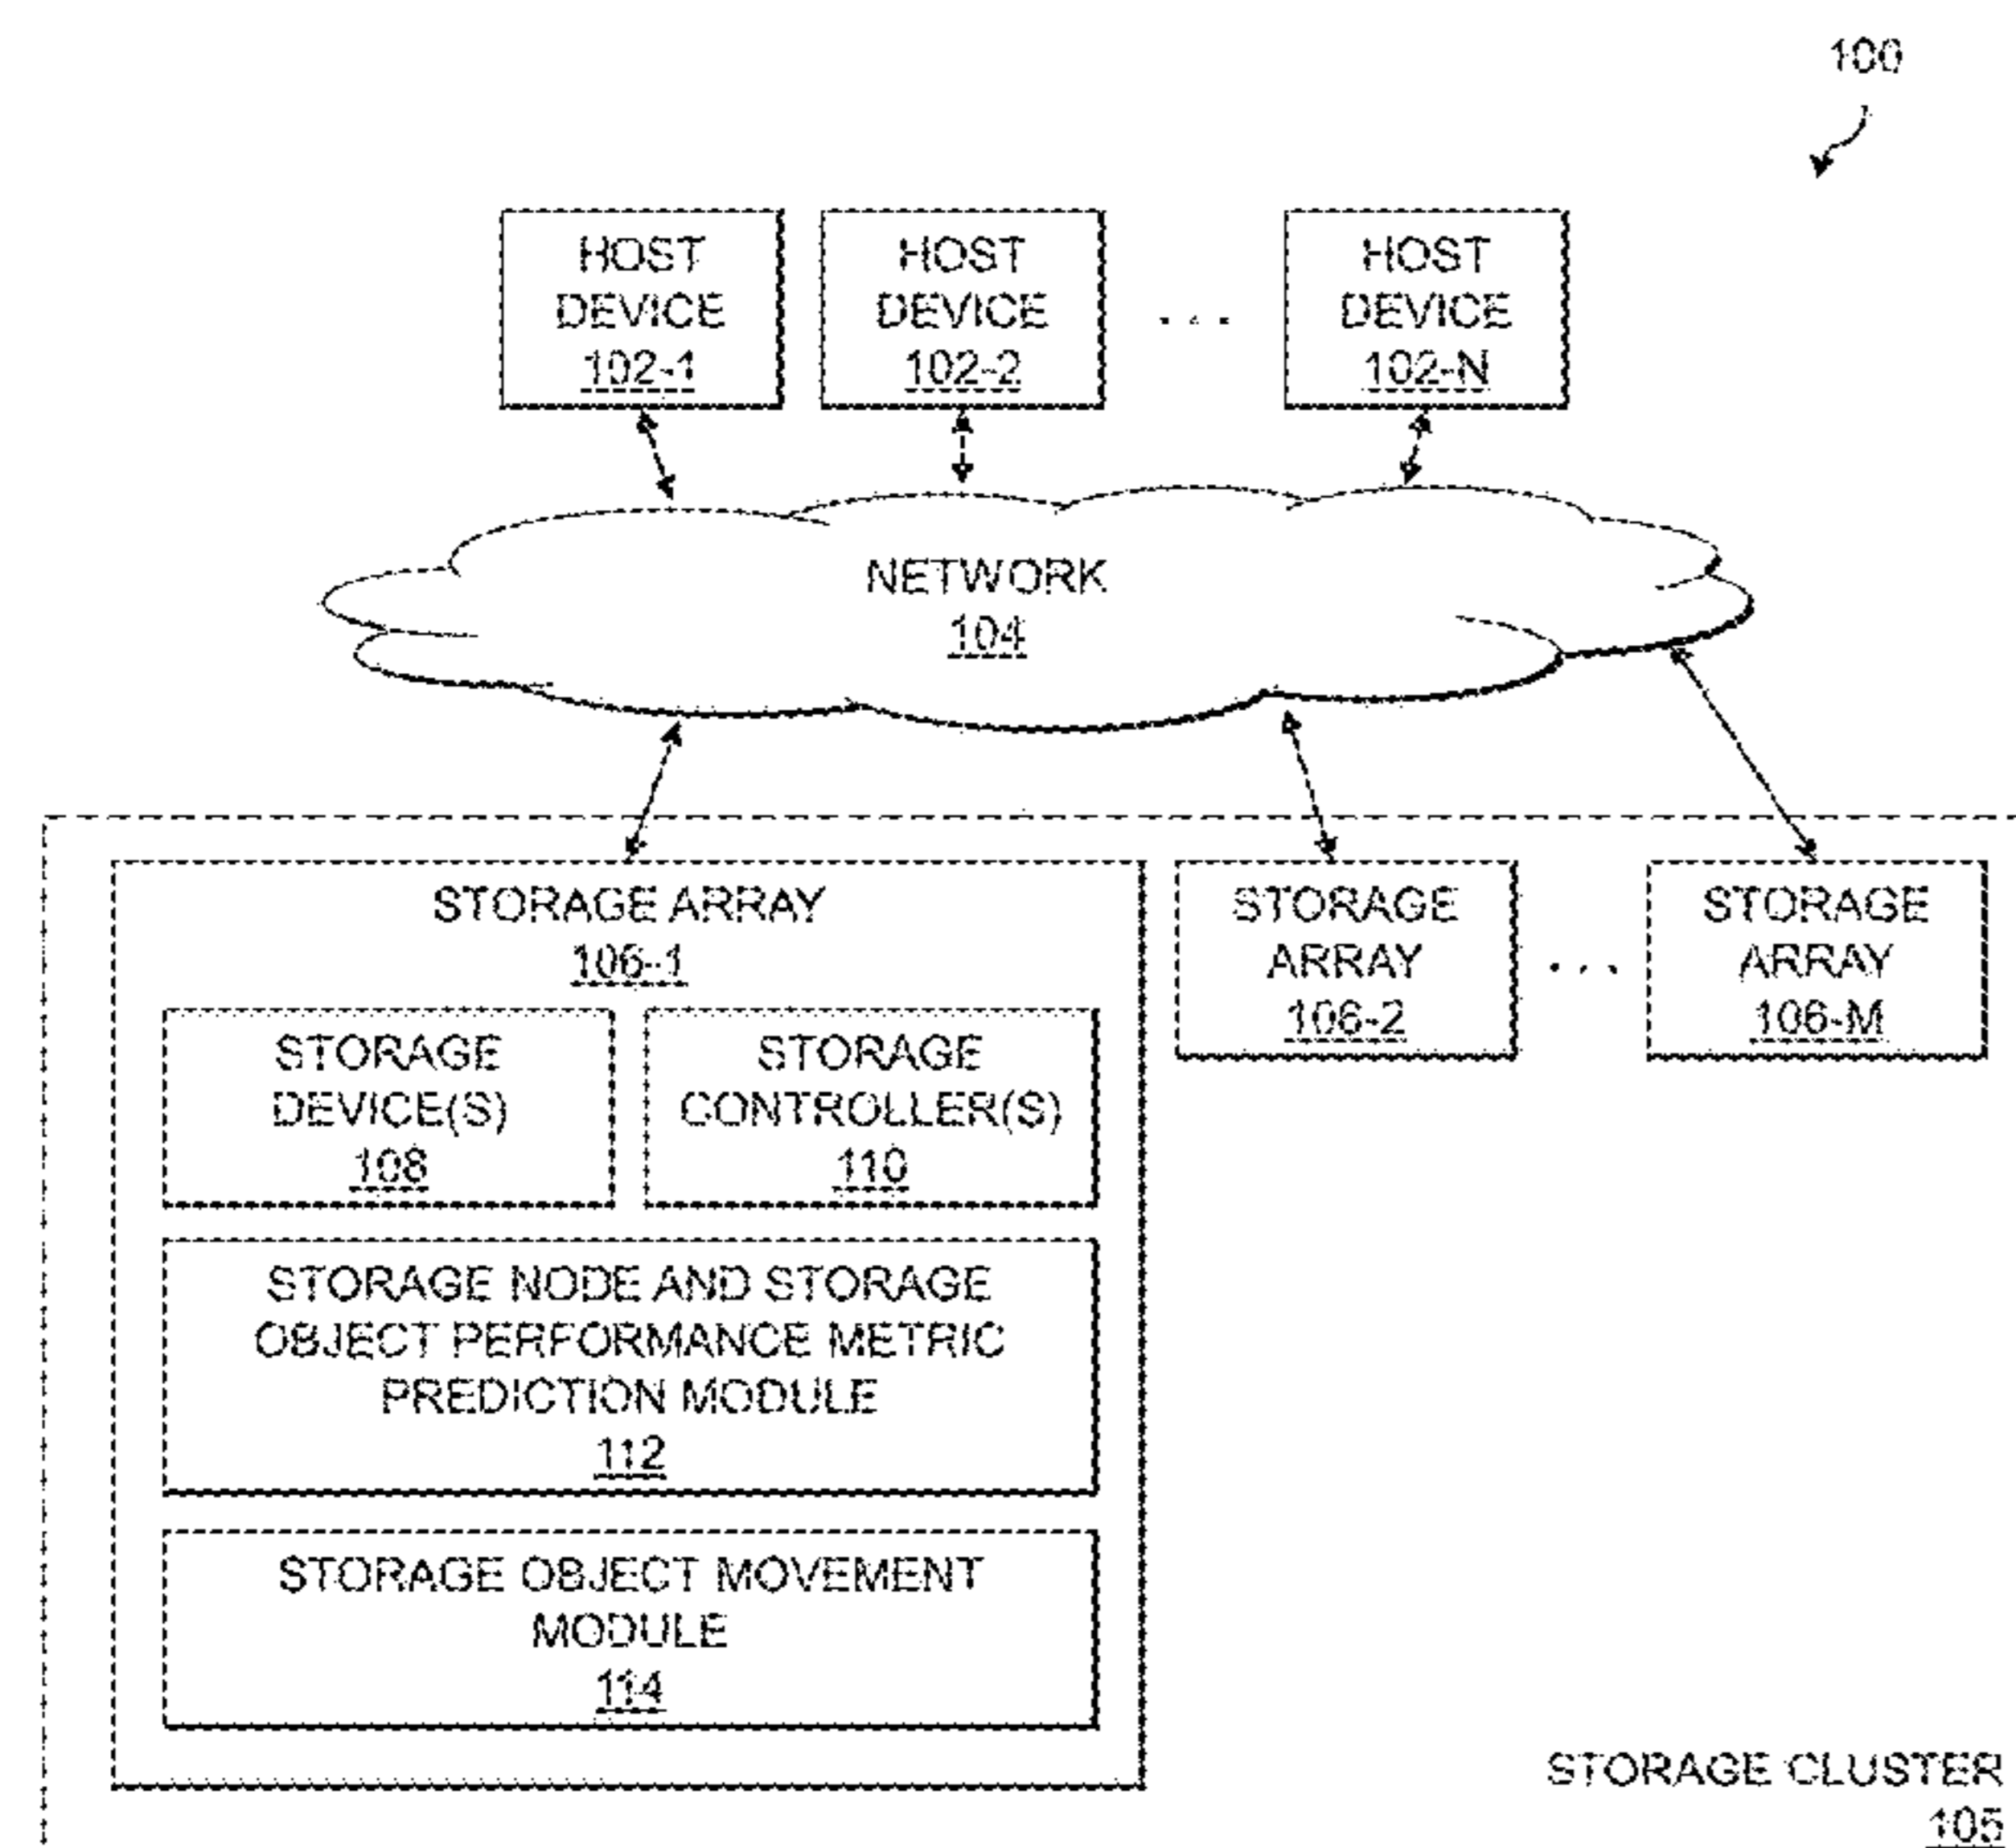 100
HOST
DEVICE
102-1
HOST
DEVICE
102-2
. . .
HOST
DEVICE
102-N
NETWORK
104
STORAGE ARRAY
106-1
STORAGE
DEVICE(S)
108
STORAGE
CONTROLLER(S)
110
STORAGE NODE AND STORAGE
OBJECT PERFORMANCE METRIC
PREDICTION MODULE
112
STORAGE OBJECT MOVEMENT
MODULE
114
STORAGE
ARRAY
106-2
. . .
STORAGE
ARRAY
106-M
STORAGE CLUSTER
105